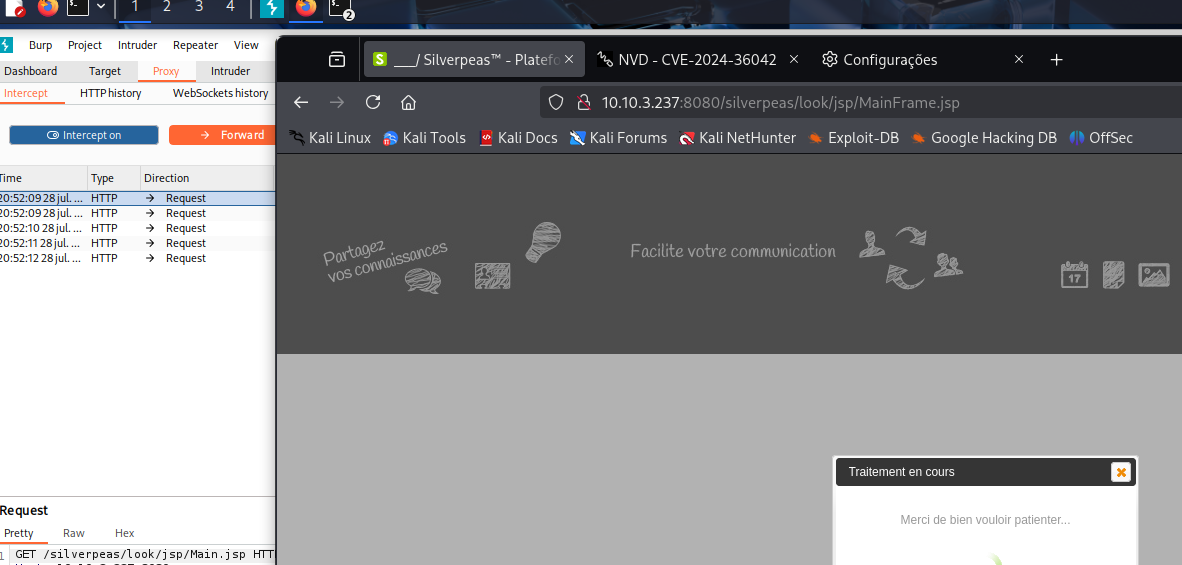 1 2 3 4
2
Burp Project Intruder Repeater View
Dashboard Target Proxy Intruder
Intercept HTTP history WebSockets history
Intercept on Forward
Time Type Direction
20:52:09 28 jul. ... HTTP Request
20:52:09 28 jul. ... HTTP Request
20:52:10 28 jul. ... HTTP Request
20:52:11 28 jul. ... HTTP Request
20:52:12 28 jul. ... HTTP Request
Request
Pretty Raw Hex
1 GET /silverpeas/look/jsp/Main.jsp HTT
S ___/ Silverpeas™ - Platefo NVD - CVE-2024-36042 Configurações
10.10.3.237:8080/silverpeas/look/jsp/MainFrame.jsp
Kali Linux Kali Tools Kali Docs Kali Forums Kali NetHunter Exploit-DB Google Hacking DB OffSec
Partagez
vos connaissances
Facilite votre communication
17
Traitement en cours
Merci de bien vouloir patienter...